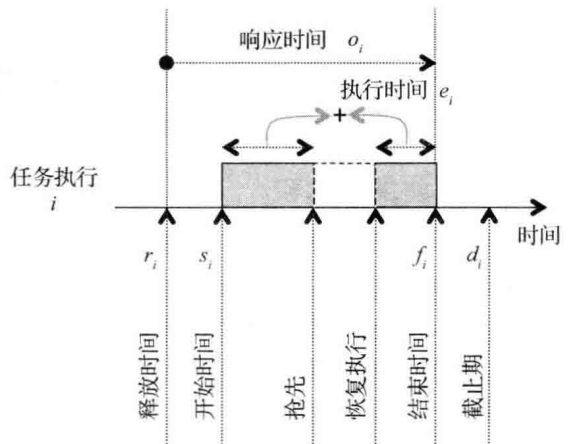 响应时间 oᵢ
执行时间 eᵢ
+
任务执行
i
时间
rᵢ
sᵢ
fᵢ
dᵢ
释放时间
开始时间
抢先
恢复执行
结束时间
截止期